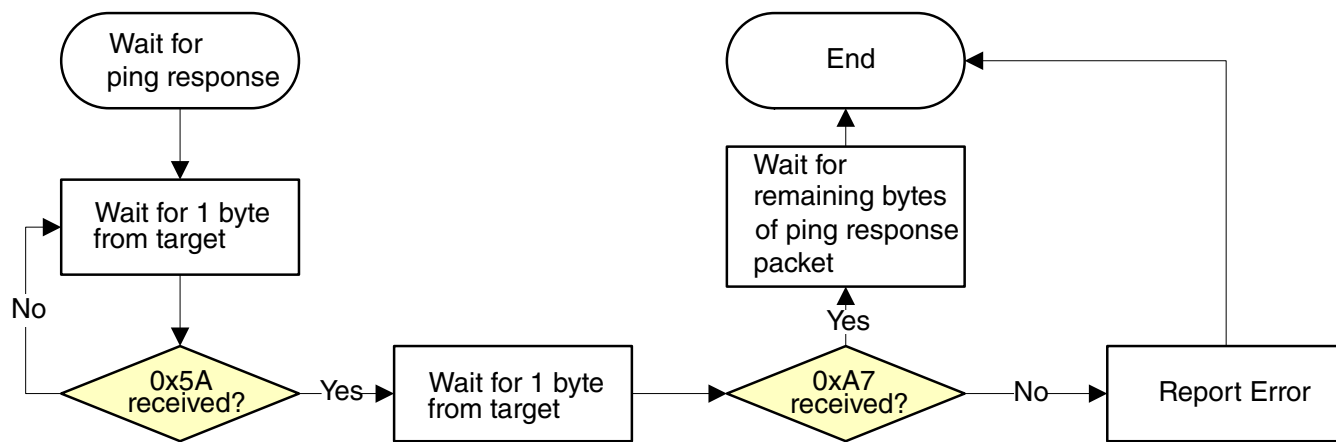 Wait for
ping response
Wait for 1 byte
from target
No
0x5A
received?
Yes
Wait for 1 byte
from target
0xA7
received?
Yes
Wait for
remaining bytes
of ping response
packet
End
No
Report Error